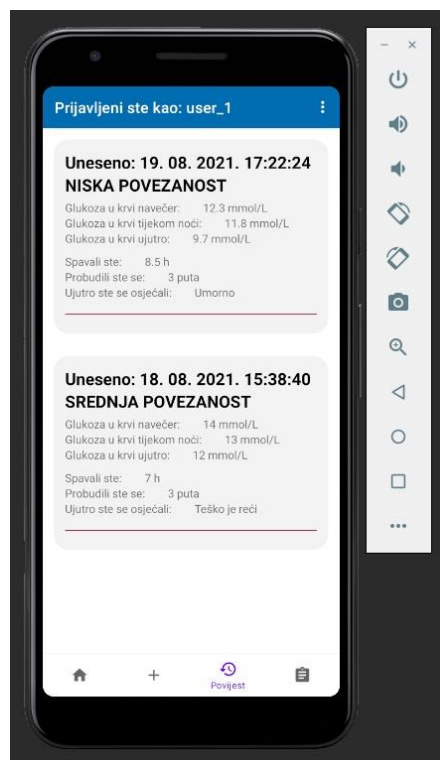 Prijavljeni ste kao: user_1
Uneseno: 19. 08. 2021. 17:22:24
NISKA POVEZANOST
Glukoza u krvi navečer: 12.3 mmol/L
Glukoza u krvi tijekom noći: 11.8 mmol/L
Glukoza u krvi ujutro: 9.7 mmol/L
Spavali ste: 8.5 h
Probudili ste se: 3 puta
Ujutro ste se osjećali: Umorno
Uneseno: 18. 08. 2021. 15:38:40
SREDNJA POVEZANOST
Glukoza u krvi navečer: 14 mmol/L
Glukoza u krvi tijekom noći: 13 mmol/L
Glukoza u krvi ujutro: 12 mmol/L
Spavali ste: 7 h
Probudili ste se: 3 puta
Ujutro ste se osjećali: Teško je reći
Povijest